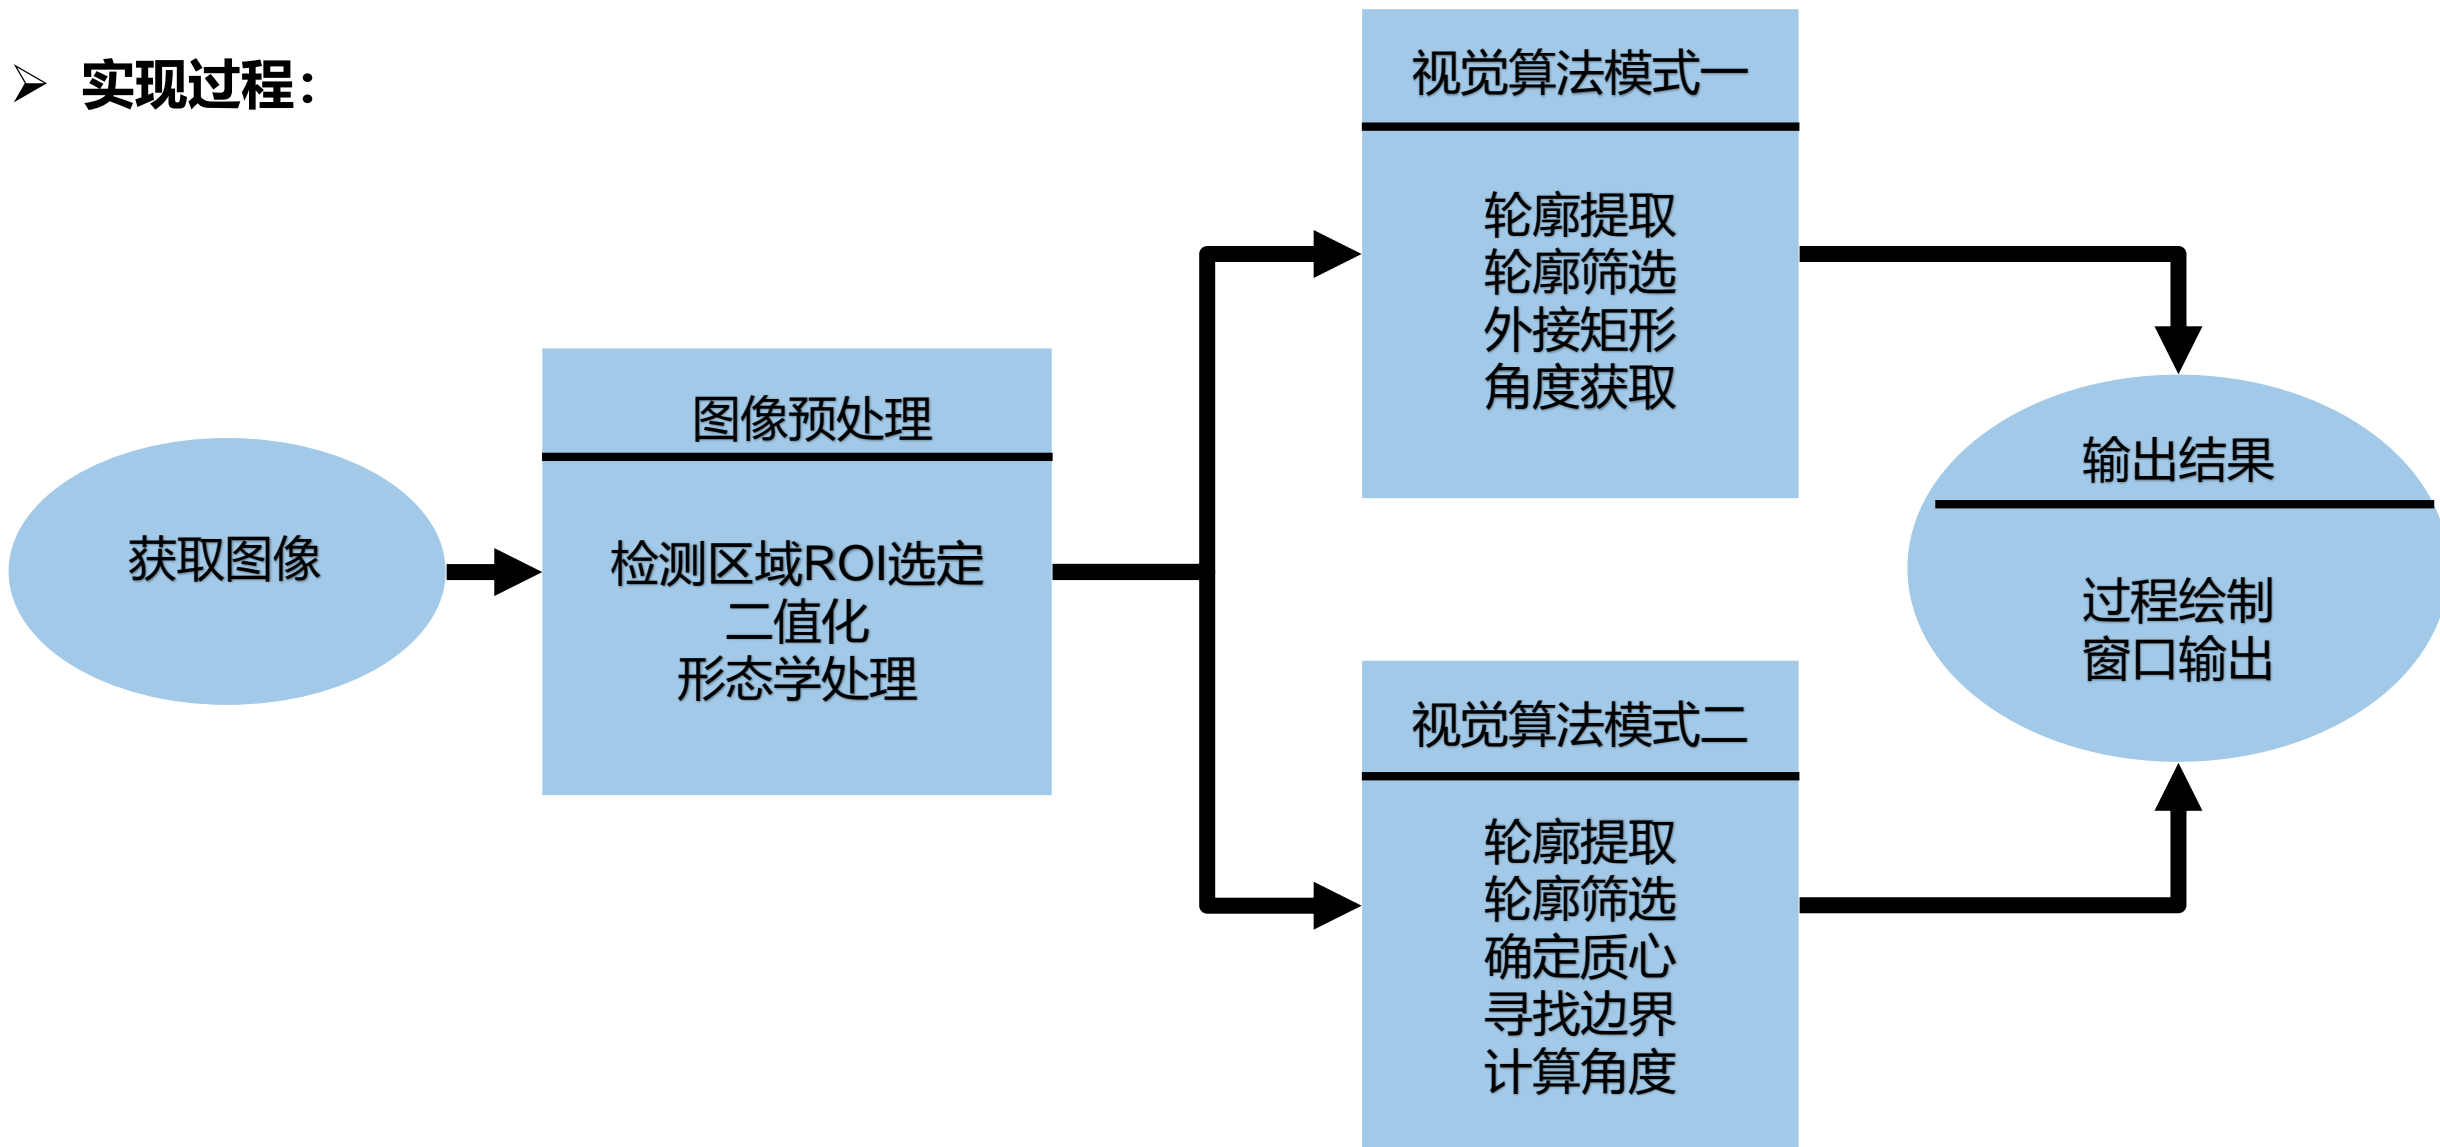 实现过程：
获取图像
图像预处理
检测区域ROI选定
二值化
形态学处理
视觉算法模式一
轮廓提取
轮廓筛选
外接矩形
角度获取
视觉算法模式二
轮廓提取
轮廓筛选
确定质心
寻找边界
计算角度
输出结果
过程绘制
窗口输出